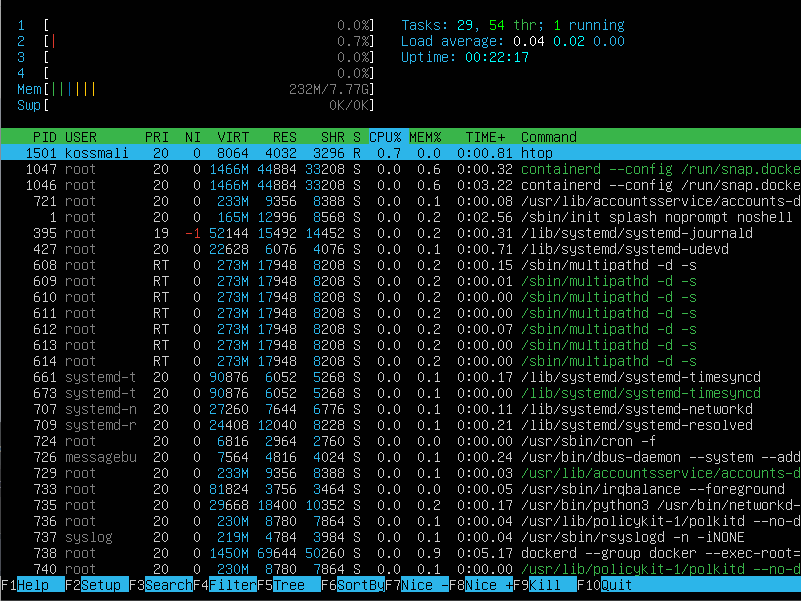 1 [ 0.0%] Tasks: 29, 54 thr; 1 running
2 [| 0.7%] Load average: 0.04 0.02 0.00
3 [ 0.0%] Uptime: 00:22:17
4 [ 0.0%]
Mem[|||||| 232M/7.77G]
Swp[ 0K/0K]
PID USER PRI NI VIRT RES SHR S CPU% MEM% TIME+ Command
1501 kossmali 20 0 8064 4032 3296 R 0.7 0.0 0:00.81 htop
1047 root 20 0 1466M 44884 33208 S 0.0 0.6 0:00.32 containerd --config /run/snap.docke
1046 root 20 0 1466M 44884 33208 S 0.0 0.6 0:03.22 containerd --config /run/snap.docke
721 root 20 0 233M 9356 8388 S 0.0 0.1 0:00.08 /usr/lib/accountsservice/accounts-d
1 root 20 0 165M 12996 8568 S 0.0 0.2 0:02.56 /sbin/init splash noprompt noshell
395 root 19 -1 52144 15492 14452 S 0.0 0.2 0:00.31 /lib/systemd/systemd-journald
427 root 20 0 22628 6076 4076 S 0.0 0.1 0:00.71 /lib/systemd/systemd-udevd
608 root RT 0 273M 17948 8208 S 0.0 0.2 0:00.15 /sbin/multipathd -d -s
609 root RT 0 273M 17948 8208 S 0.0 0.2 0:00.01 /sbin/multipathd -d -s
610 root RT 0 273M 17948 8208 S 0.0 0.2 0:00.00 /sbin/multipathd -d -s
611 root RT 0 273M 17948 8208 S 0.0 0.2 0:00.00 /sbin/multipathd -d -s
612 root RT 0 273M 17948 8208 S 0.0 0.2 0:00.07 /sbin/multipathd -d -s
613 root RT 0 273M 17948 8208 S 0.0 0.2 0:00.00 /sbin/multipathd -d -s
614 root RT 0 273M 17948 8208 S 0.0 0.2 0:00.00 /sbin/multipathd -d -s
661 systemd-t 20 0 90876 6052 5268 S 0.0 0.1 0:00.17 /lib/systemd/systemd-timesyncd
673 systemd-t 20 0 90876 6052 5268 S 0.0 0.1 0:00.00 /lib/systemd/systemd-timesyncd
707 systemd-n 20 0 27260 7644 6776 S 0.0 0.1 0:00.11 /lib/systemd/systemd-networkd
709 systemd-r 20 0 24408 12040 8228 S 0.0 0.1 0:00.21 /lib/systemd/systemd-resolved
724 root 20 0 6816 2964 2760 S 0.0 0.0 0:00.00 /usr/sbin/cron -f
726 messagebu 20 0 7564 4816 4024 S 0.0 0.1 0:00.24 /usr/bin/dbus-daemon --system --add
729 root 20 0 233M 9356 8388 S 0.0 0.1 0:00.03 /usr/lib/accountsservice/accounts-d
733 root 20 0 81824 3756 3464 S 0.0 0.0 0:00.05 /usr/sbin/irqbalance --foreground
735 root 20 0 29668 18400 10352 S 0.0 0.2 0:00.17 /usr/bin/python3 /usr/bin/networkd-
736 root 20 0 230M 8780 7864 S 0.0 0.1 0:00.04 /usr/lib/policykit-1/polkitd --no-d
737 syslog 20 0 219M 4784 3984 S 0.0 0.1 0:00.04 /usr/sbin/rsyslogd -n -iNONE
738 root 20 0 1450M 69644 50260 S 0.0 0.9 0:05.17 dockerd --group docker --exec-root=
740 root 20 0 230M 8780 7864 S 0.0 0.1 0:00.00 /usr/lib/policykit-1/polkitd --no-d
F1Help F2Setup F3SearchF4FilterF5Tree F6SortByF7Nice -F8Nice +F9Kill F10Quit